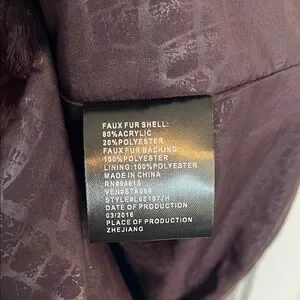 FAUX FUR SHELL:
80%ACRYLIC
20%POLYESTER
FAUX FUR BACKING:
100%POLYESTER
LINING:100%POLYESTER
MADE IN CHINA
DATE OF PRODUCTION
03/2016
PLACE OF PRODUCTION
ZHEJIANG